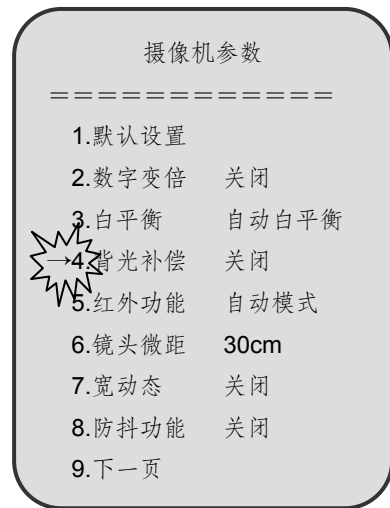 摄像机参数
＝＝＝＝＝＝＝＝＝＝＝＝
1.默认设置
2.数字变倍 关闭
3.白平衡 自动白平衡
→4.背光补偿 关闭
5.红外功能 自动模式
6.镜头微距 30cm
7.宽动态 关闭
8.防抖功能 关闭
9.下一页